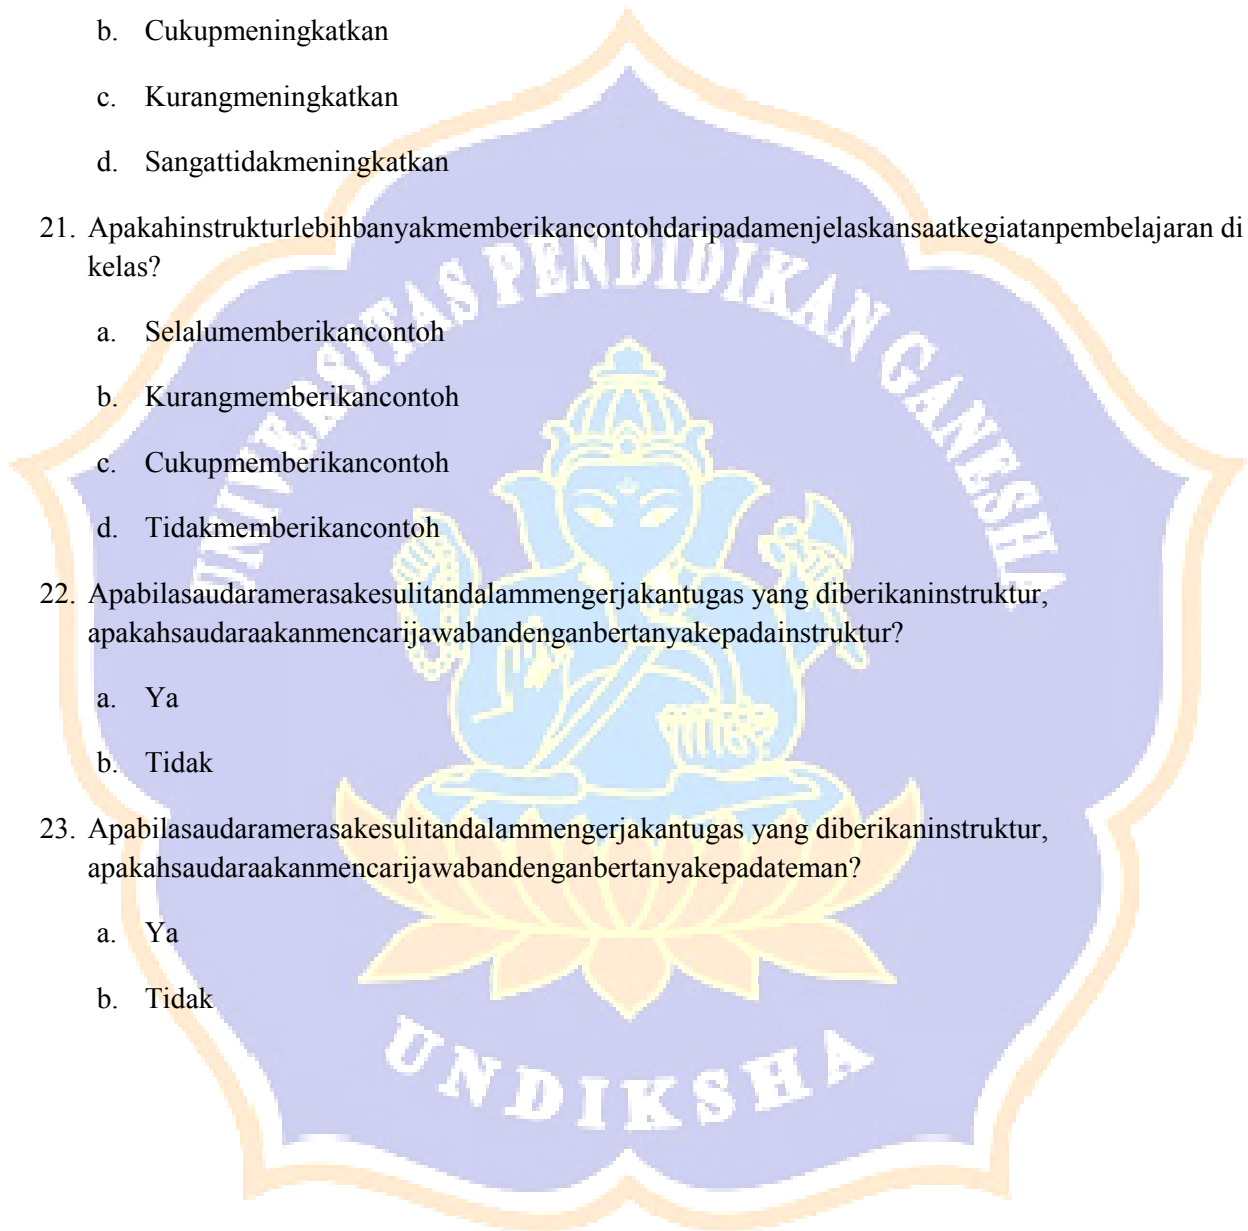 b. Cukupmeningkatkan
c. Kurangmeningkatkan
d. Sangattidakmeningkatkan
21. Apakahinstrukturlebihbanyakmemberikancontohdaripadamenjelaskansaatkegiatanpembelajaran di
kelas?
a. Selalumemberikancontoh
b. Kurangmemberikancontoh
c. Cukupmemberikancontoh
d. Tidakmemberikancontoh
22. Apabilasaudaramerasakesulitandalammengerjakantugas yang diberikaninstruktur,
apakahsaudaraakanmencarijawabandenganbertanyakepadainstruktur?
a. Ya
b. Tidak
23. Apabilasaudaramerasakesulitandalammengerjakantugas yang diberikaninstruktur,
apakahsaudaraakanmencarijawabandenganbertanyakepadateman?
a. Ya
b. Tidak
UNIVERSITAS PENDIDIKAN GANESHA
UNDIKSHA